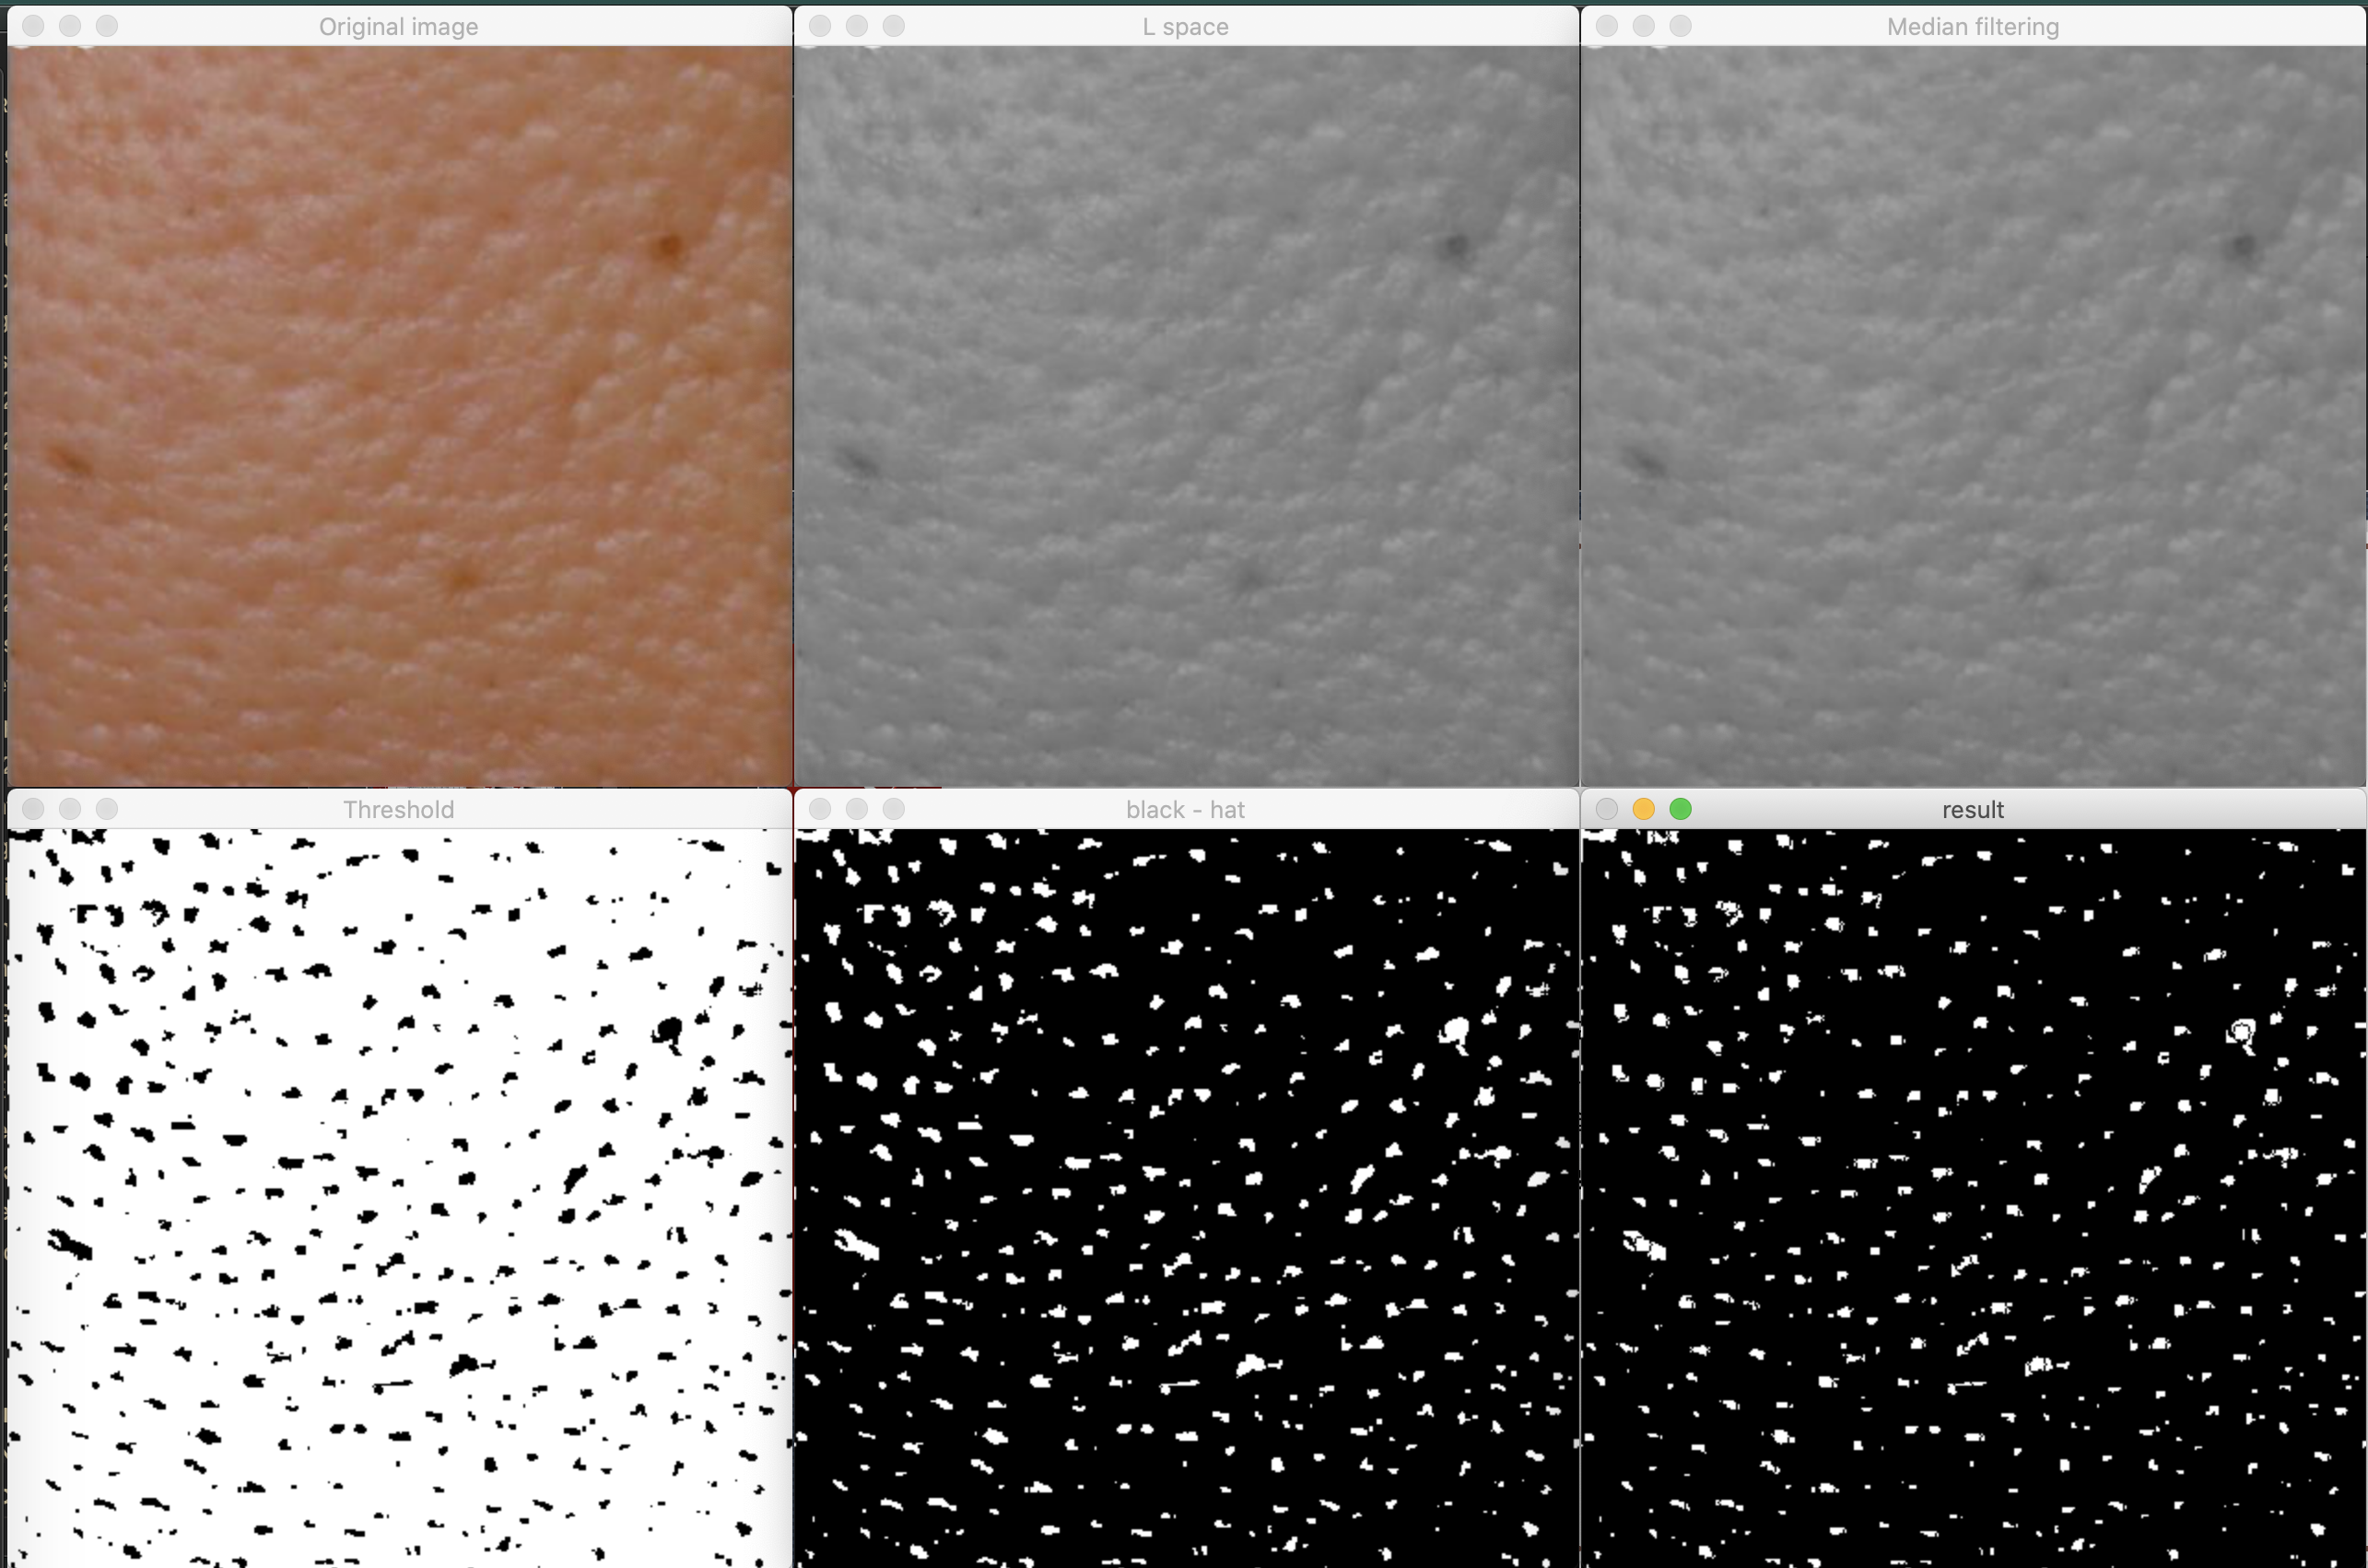 Original image
L space
Median filtering
Threshold
black - hat
result